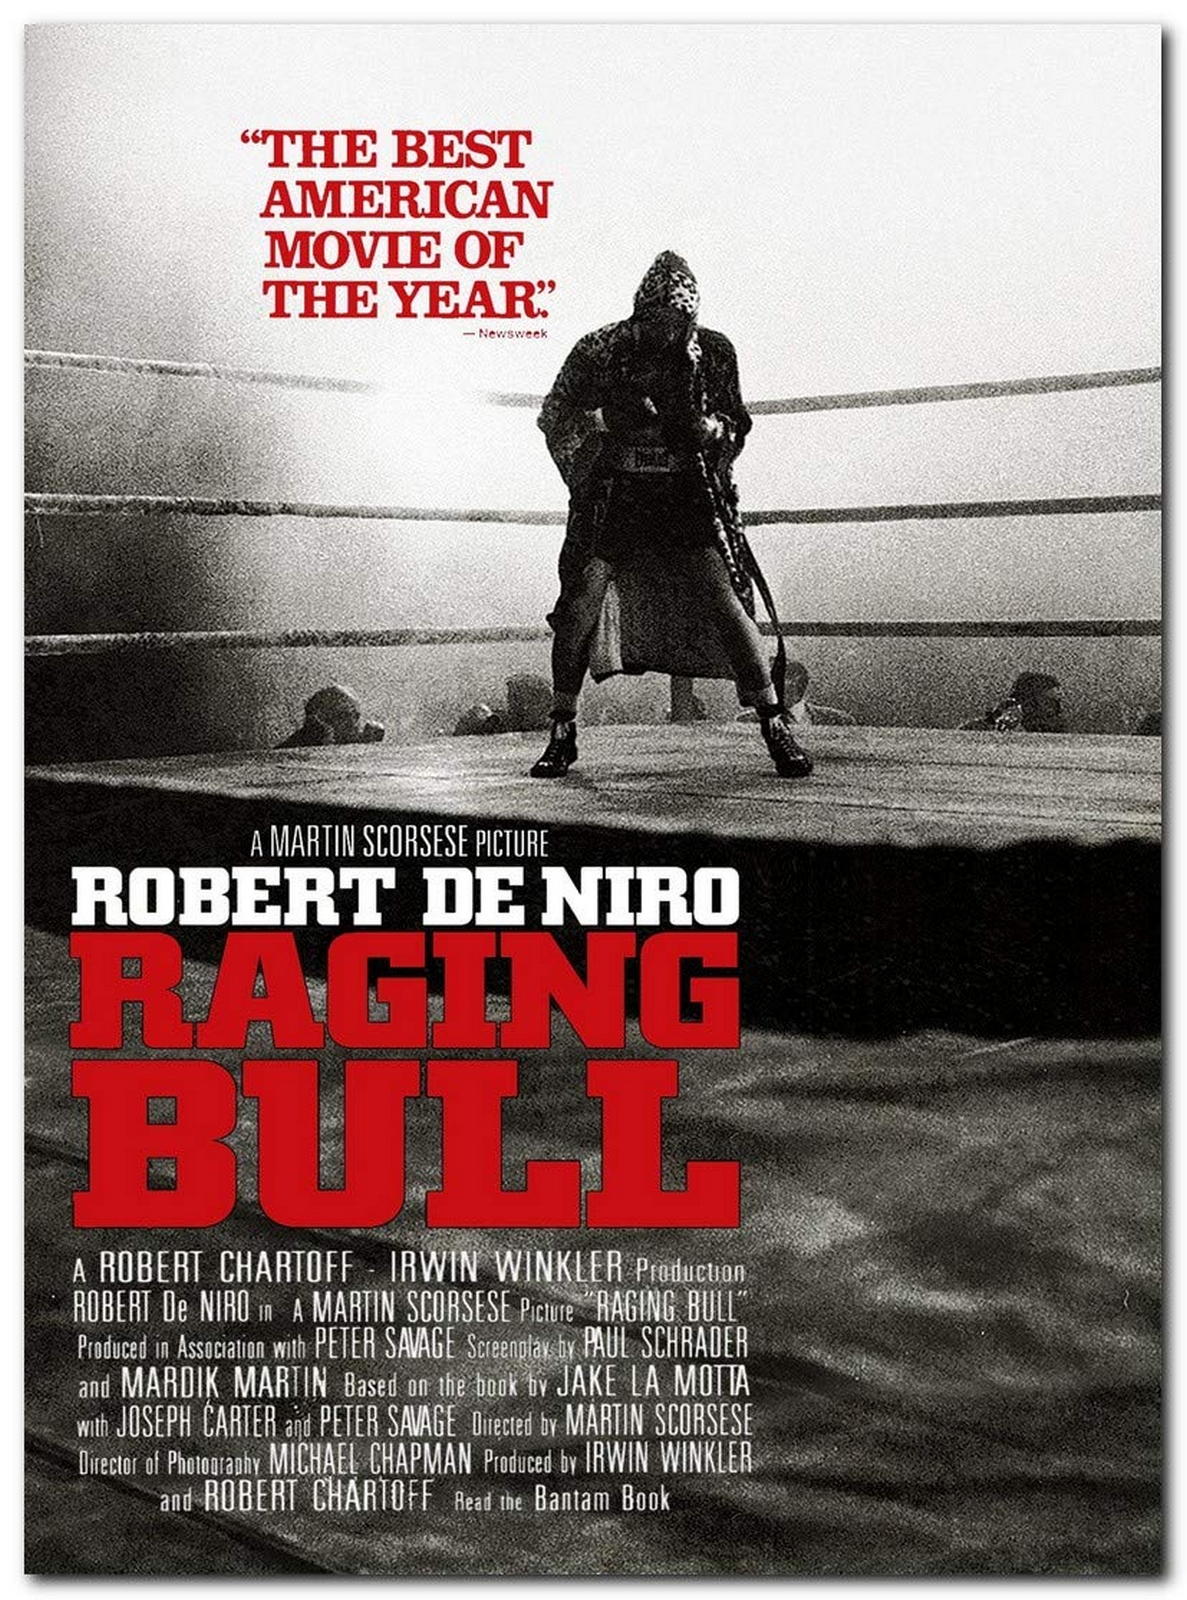 “THE BEST
AMERICAN
MOVIE OF
THE YEAR.”
— Newsweek
A MARTIN SCORSESE PICTURE
ROBERT DE NIRO
RAGING
BULL
A ROBERT CHARTOFF - IRWIN WINKLER Production
ROBERT De NIRO in A MARTIN SCORSESE Picture "RAGING BULL"
Produced in Association with PETER SAVAGE Screenplay by PAUL SCHRADER
and MARDIK MARTIN Based on the book by JAKE LA MOTTA
with JOSEPH CARTER and PETER SAVAGE Directed by MARTIN SCORSESE
Director of Photography MICHAEL CHAPMAN Produced by IRWIN WINKLER
and ROBERT CHARTOFF Read the Bantam Book